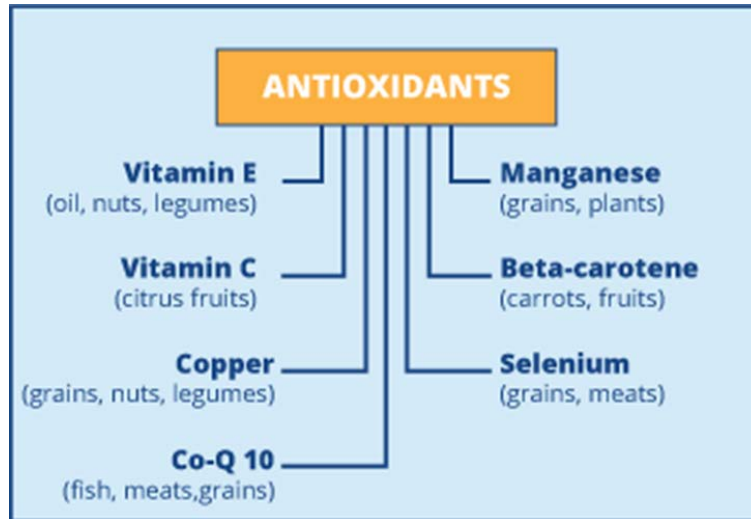 ANTIOXIDANTS
Vitamin E
(oil, nuts, legumes)
Vitamin C
(citrus fruits)
Copper
(grains, nuts, legumes)
Co-Q 10
(fish, meats,grains)
Manganese
(grains, plants)
Beta-carotene
(carrots, fruits)
Selenium
(grains, meats)